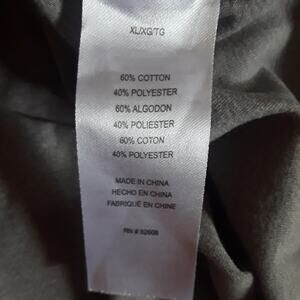 XL/XG/TG
60% COTTON
40% POLYESTER
60% ALGODON
40% POLIESTER
60% COTON
40% POLYESTER
MADE IN CHINA
HECHO EN CHINA
FABRIQUÉ EN CHINE
RN #